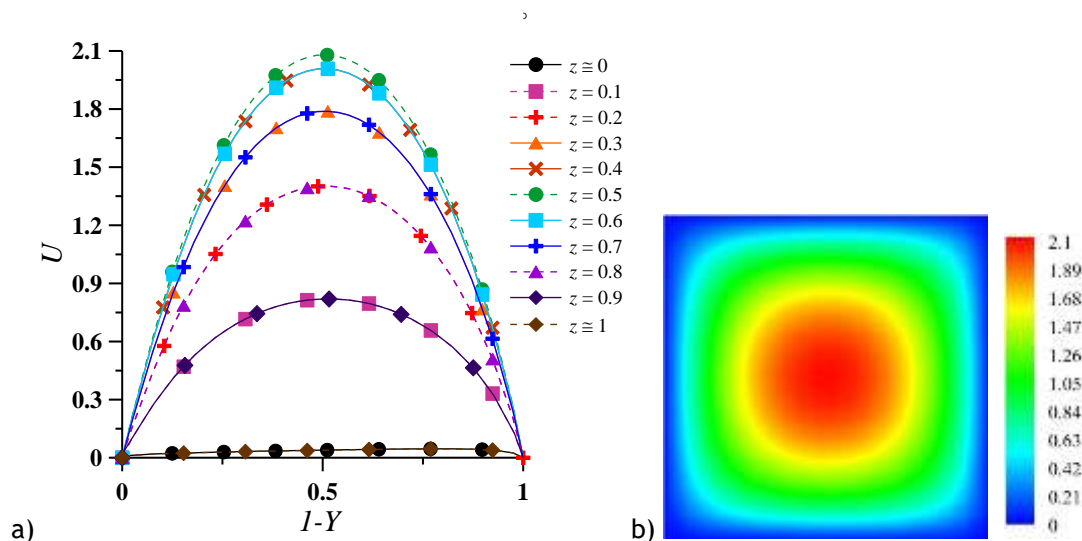 2.1
1.8
1.5
1.2
0.9
0.6
0.3
0
U
0
0.5
1
1-Y
z ≅ 0
z = 0.1
z = 0.2
z = 0.3
z = 0.4
z = 0.5
z = 0.6
z = 0.7
z = 0.8
z = 0.9
z ≅ 1
a)
b)
2.1
1.89
1.68
1.47
1.26
1.05
0.84
0.63
0.42
0.21
0